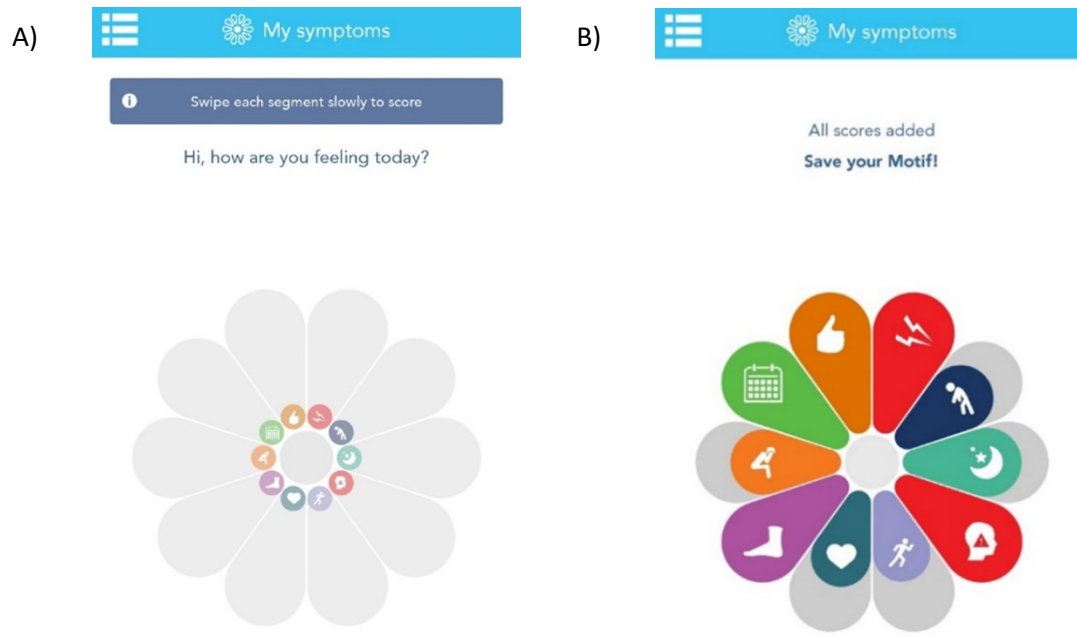 A)
My symptoms
Swipe each segment slowly to score
Hi, how are you feeling today?
B)
My symptoms
All scores added
Save your Motif!